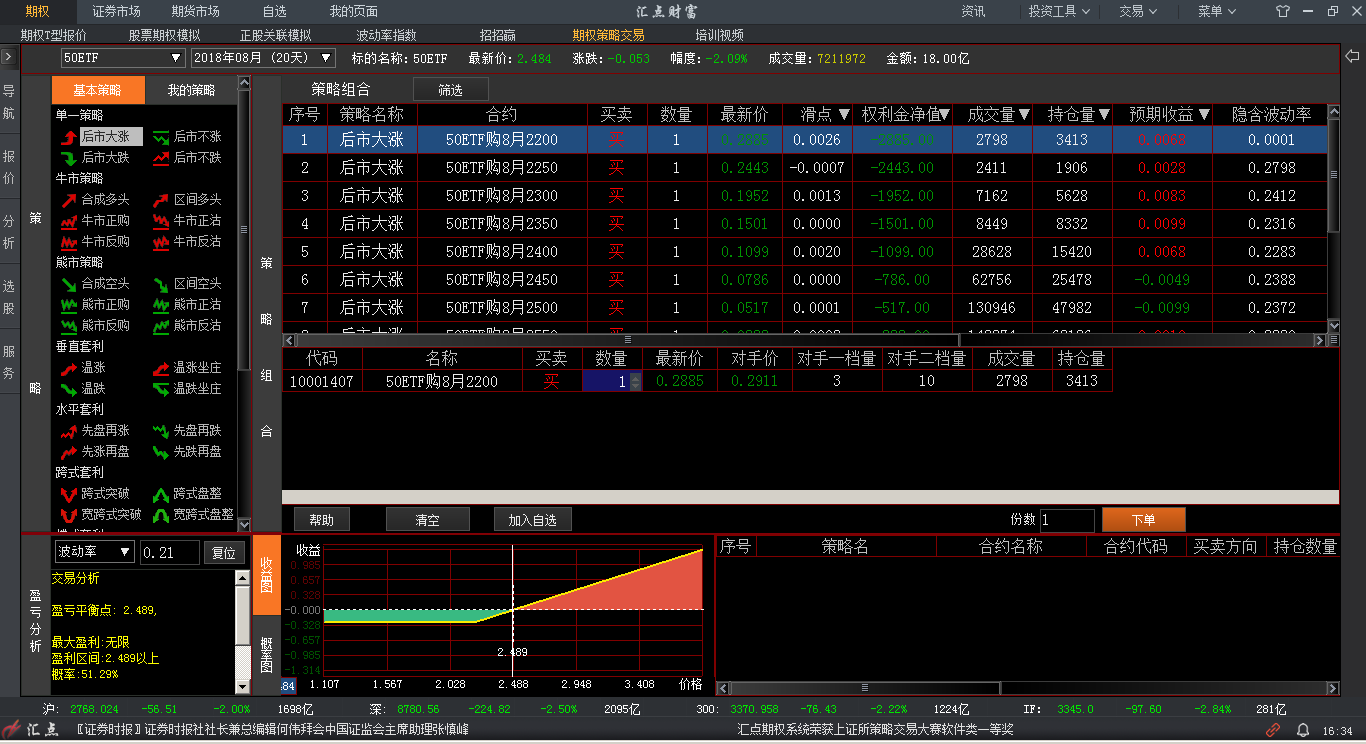 期权 证券市场 期货市场 自选 我的页面 汇点财富 资讯 投资工具 交易 菜单
期权T型报价 股票期权模拟 正股关联模拟 波动率指数 招招赢 期权策略交易 培训视频
50ETF 2018年08月 (20天) 标的名称: 50ETF 最新价: 2.484 涨跌: -0.053 幅度: -2.09% 成交量: 7211972 金额: 18.00亿
导航
报价
分析
选股
服务
策略
基本策略 我的策略
单一策略
后市大涨 后市不涨
后市大跌 后市不跌
牛市策略
合成多头 区间多头
牛市正购 牛市正沽
牛市反购 牛市反沽
熊市策略
合成空头 区间空头
熊市正购 熊市正沽
熊市反购 熊市反沽
垂直套利
温涨 温涨坐庄
温跌 温跌坐庄
水平套利
先盘再涨 先盘再跌
先涨再盘 先跌再盘
跨式套利
跨式突破 跨式盘整
宽跨式突破 宽跨式盘整
策略组合
策略组合 筛选
序号 策略名称 合约 买卖 数量 最新价 滑点▼ 权利金净值▼ 成交量▼ 持仓量▼ 预期收益▼ 隐含波动率
1 后市大涨 50ETF购8月2200 买 1 0.2885 0.0026 -2885.00 2798 3413 0.0068 0.0001
2 后市大涨 50ETF购8月2250 买 1 0.2443 -0.0007 -2443.00 2411 1906 0.0028 0.2798
3 后市大涨 50ETF购8月2300 买 1 0.1952 0.0013 -1952.00 7162 5628 0.0083 0.2412
4 后市大涨 50ETF购8月2350 买 1 0.1501 0.0010 -1501.00 8449 8332 0.0099 0.2316
5 后市大涨 50ETF购8月2400 买 1 0.1099 0.0020 -1099.00 28628 15420 0.0068 0.2283
6 后市大涨 50ETF购8月2450 买 1 0.0786 0.0000 -786.00 62756 25478 -0.0049 0.2388
7 后市大涨 50ETF购8月2500 买 1 0.0517 0.0001 -517.00 130946 47982 -0.0099 0.2372
代码 名称 买卖 数量 最新价 对手价 对手一档量 对手二档量 成交量 持仓量
10001407 50ETF购8月2200 买 1 0.2885 0.2911 3 10 2798 3413
帮助 清空 加入自选 份数 1 下单
盈亏分析
波动率 0.21 复位
交易分析
盈亏平衡点: 2.489,
最大盈利:无限
盈利区间:2.489以上
概率:51.29%
收益图
概率图
收益
0.985
0.657
0.328
-0.000
-0.328
-0.657
-0.985
-1.314
2.489
.84 1.107 1.567 2.028 2.488 2.948 3.408 价格
序号 策略名 合约名称 合约代码 买卖方向 持仓数量
沪: 2768.024 -56.51 -2.00% 1698亿 深: 8780.56 -224.82 -2.50% 2095亿 300: 3370.958 -76.43 -2.22% 1224亿 IF: 3345.0 -97.60 -2.84% 281亿
汇点 〖证券时报〗证券时报社社长兼总编辑何伟拜会中国证监会主席助理张慎峰 汇点期权系统荣获上证所策略交易大赛软件类一等奖 16:34